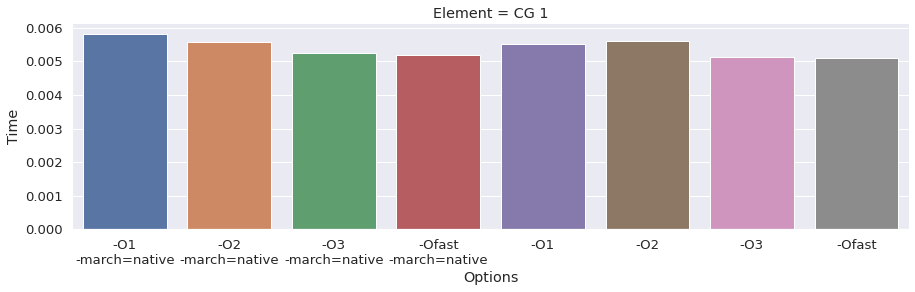 Element = CG 1
0.006
0.005
0.004
0.003
0.002
0.001
0.000
Time
-O1 -O2 -O3 -Ofast -O1 -O2 -O3 -Ofast
-march=native -march=native -march=native -march=native
Options